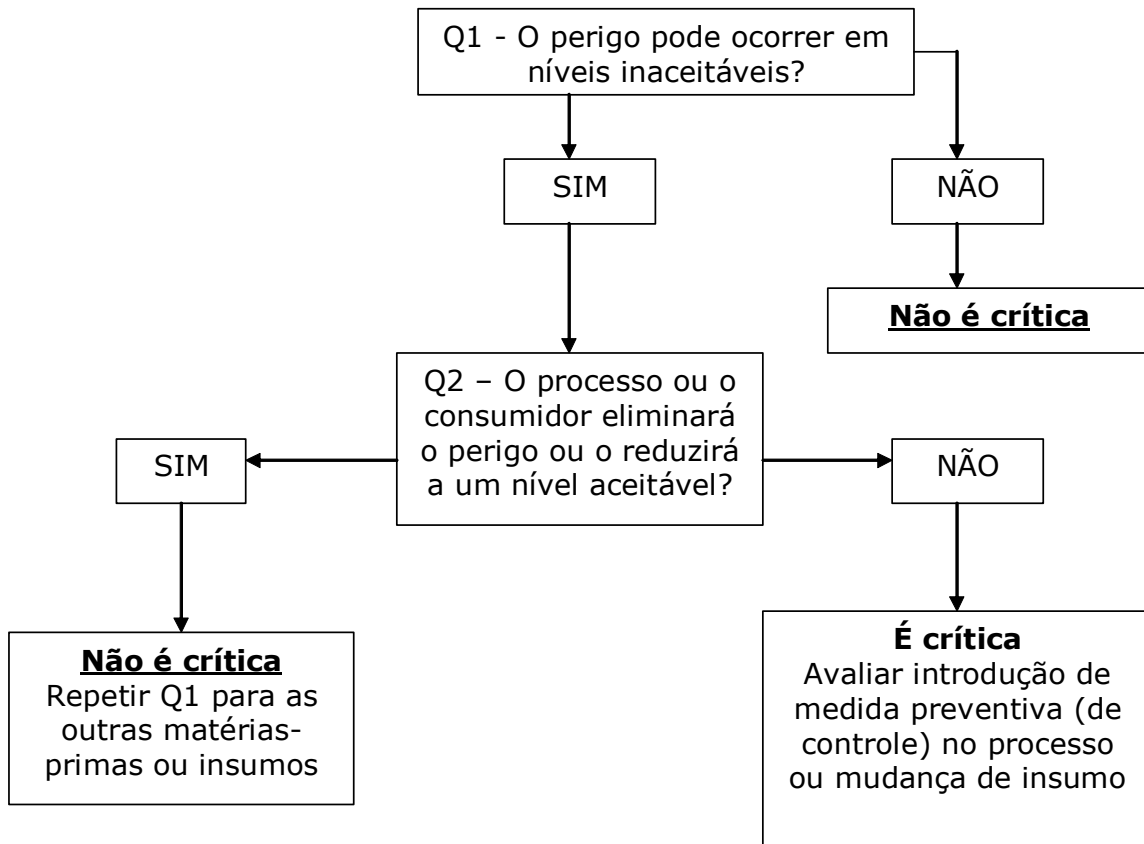 Q1 - O perigo pode ocorrer em
níveis inaceitáveis?
SIM
NÃO
Não é crítica
Q2 – O processo ou o
consumidor eliminará
o perigo ou o reduzirá
a um nível aceitável?
SIM
NÃO
Não é crítica
Repetir Q1 para as
outras matérias-
primas ou insumos
É crítica
Avaliar introdução de
medida preventiva (de
controle) no processo
ou mudança de insumo